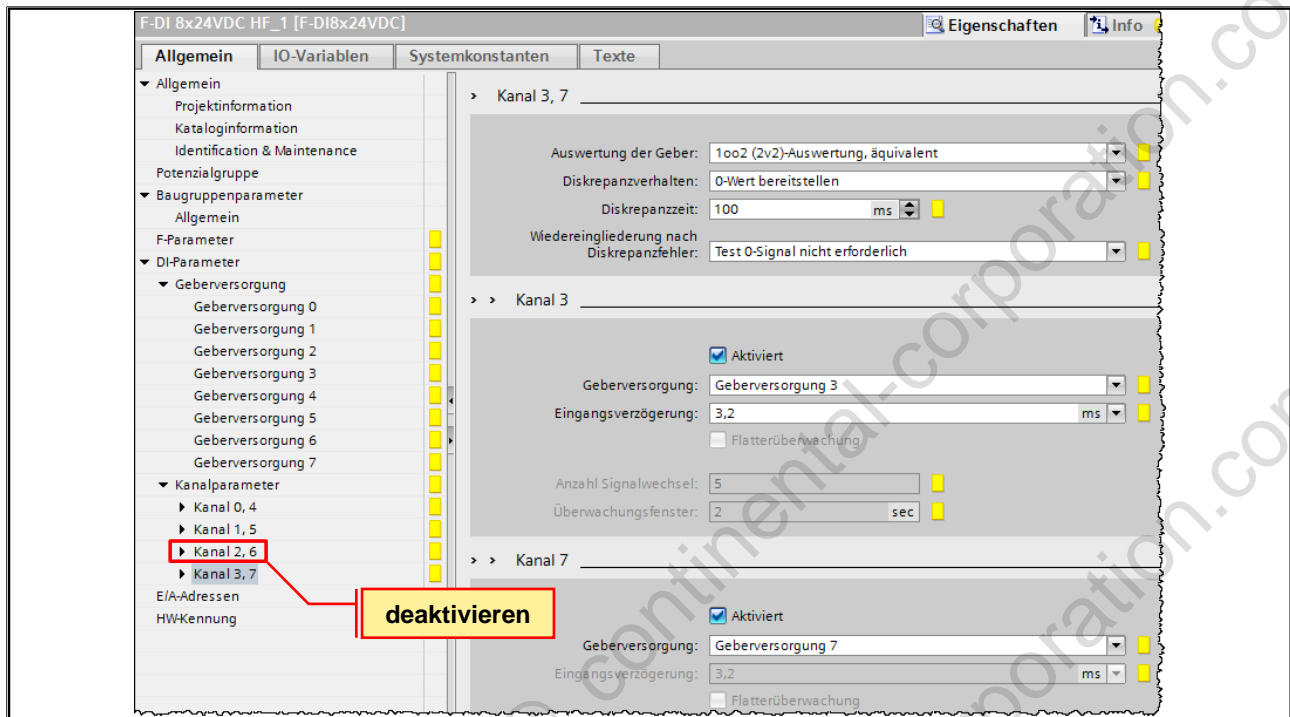 F-DI 8x24VDC HF_1 [F-DI8x24VDC]
Eigenschaften
Info
Allgemein
IO-Variablen
Systemkonstanten
Texte
Allgemein
Projektinformation
Kataloginformation
Identification & Maintenance
Potenzialgruppe
Baugruppenparameter
Allgemein
F-Parameter
DI-Parameter
Geberversorgung
Geberversorgung 0
Geberversorgung 1
Geberversorgung 2
Geberversorgung 3
Geberversorgung 4
Geberversorgung 5
Geberversorgung 6
Geberversorgung 7
Kanalparameter
Kanal 0, 4
Kanal 1, 5
Kanal 2, 6
Kanal 3, 7
E/A-Adressen
HW-Kennung
deaktivieren
Kanal 3, 7
Auswertung der Geber: 1oo2 (2v2)-Auswertung, äquivalent
Diskrepanzverhalten: 0-Wert bereitstellen
Diskrepanzzeit: 100 ms
Wiedereingliederung nach
Diskrepanzfehler: Test 0-Signal nicht erforderlich
Kanal 3
Aktiviert
Geberversorgung: Geberversorgung 3
Eingangsverzögerung: 3,2 ms
Flatterüberwachung
Anzahl Signalwechsel: 5
Überwachungsfenster: 2 sec
Kanal 7
Aktiviert
Geberversorgung: Geberversorgung 7
Eingangsverzögerung: 3,2 ms
Flatterüberwachung
© continental-corporation.com